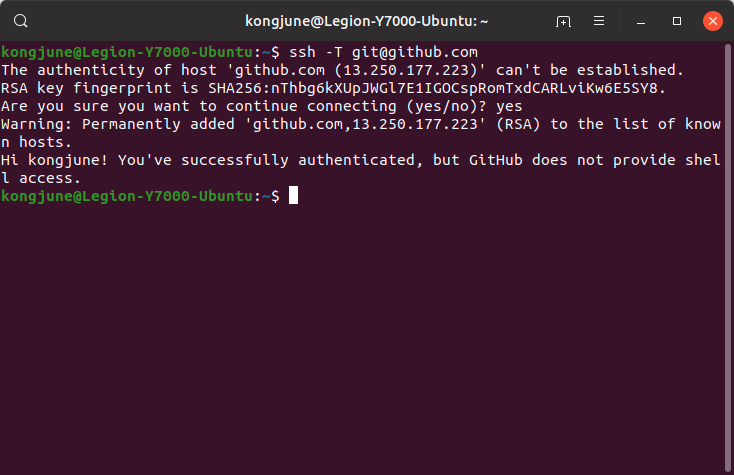 kongjune@Legion-Y7000-Ubuntu: ~
kongjune@Legion-Y7000-Ubuntu:~$ ssh -T git@github.com
The authenticity of host 'github.com (13.250.177.223)' can't be established.
RSA key fingerprint is SHA256:nThbg6kXUpJWGl7E1IGOCspRomTxdCARLviKw6E5SY8.
Are you sure you want to continue connecting (yes/no)? yes
Warning: Permanently added 'github.com,13.250.177.223' (RSA) to the list of know
n hosts.
Hi kongjune! You've successfully authenticated, but GitHub does not provide shel
l access.
kongjune@Legion-Y7000-Ubuntu:~$